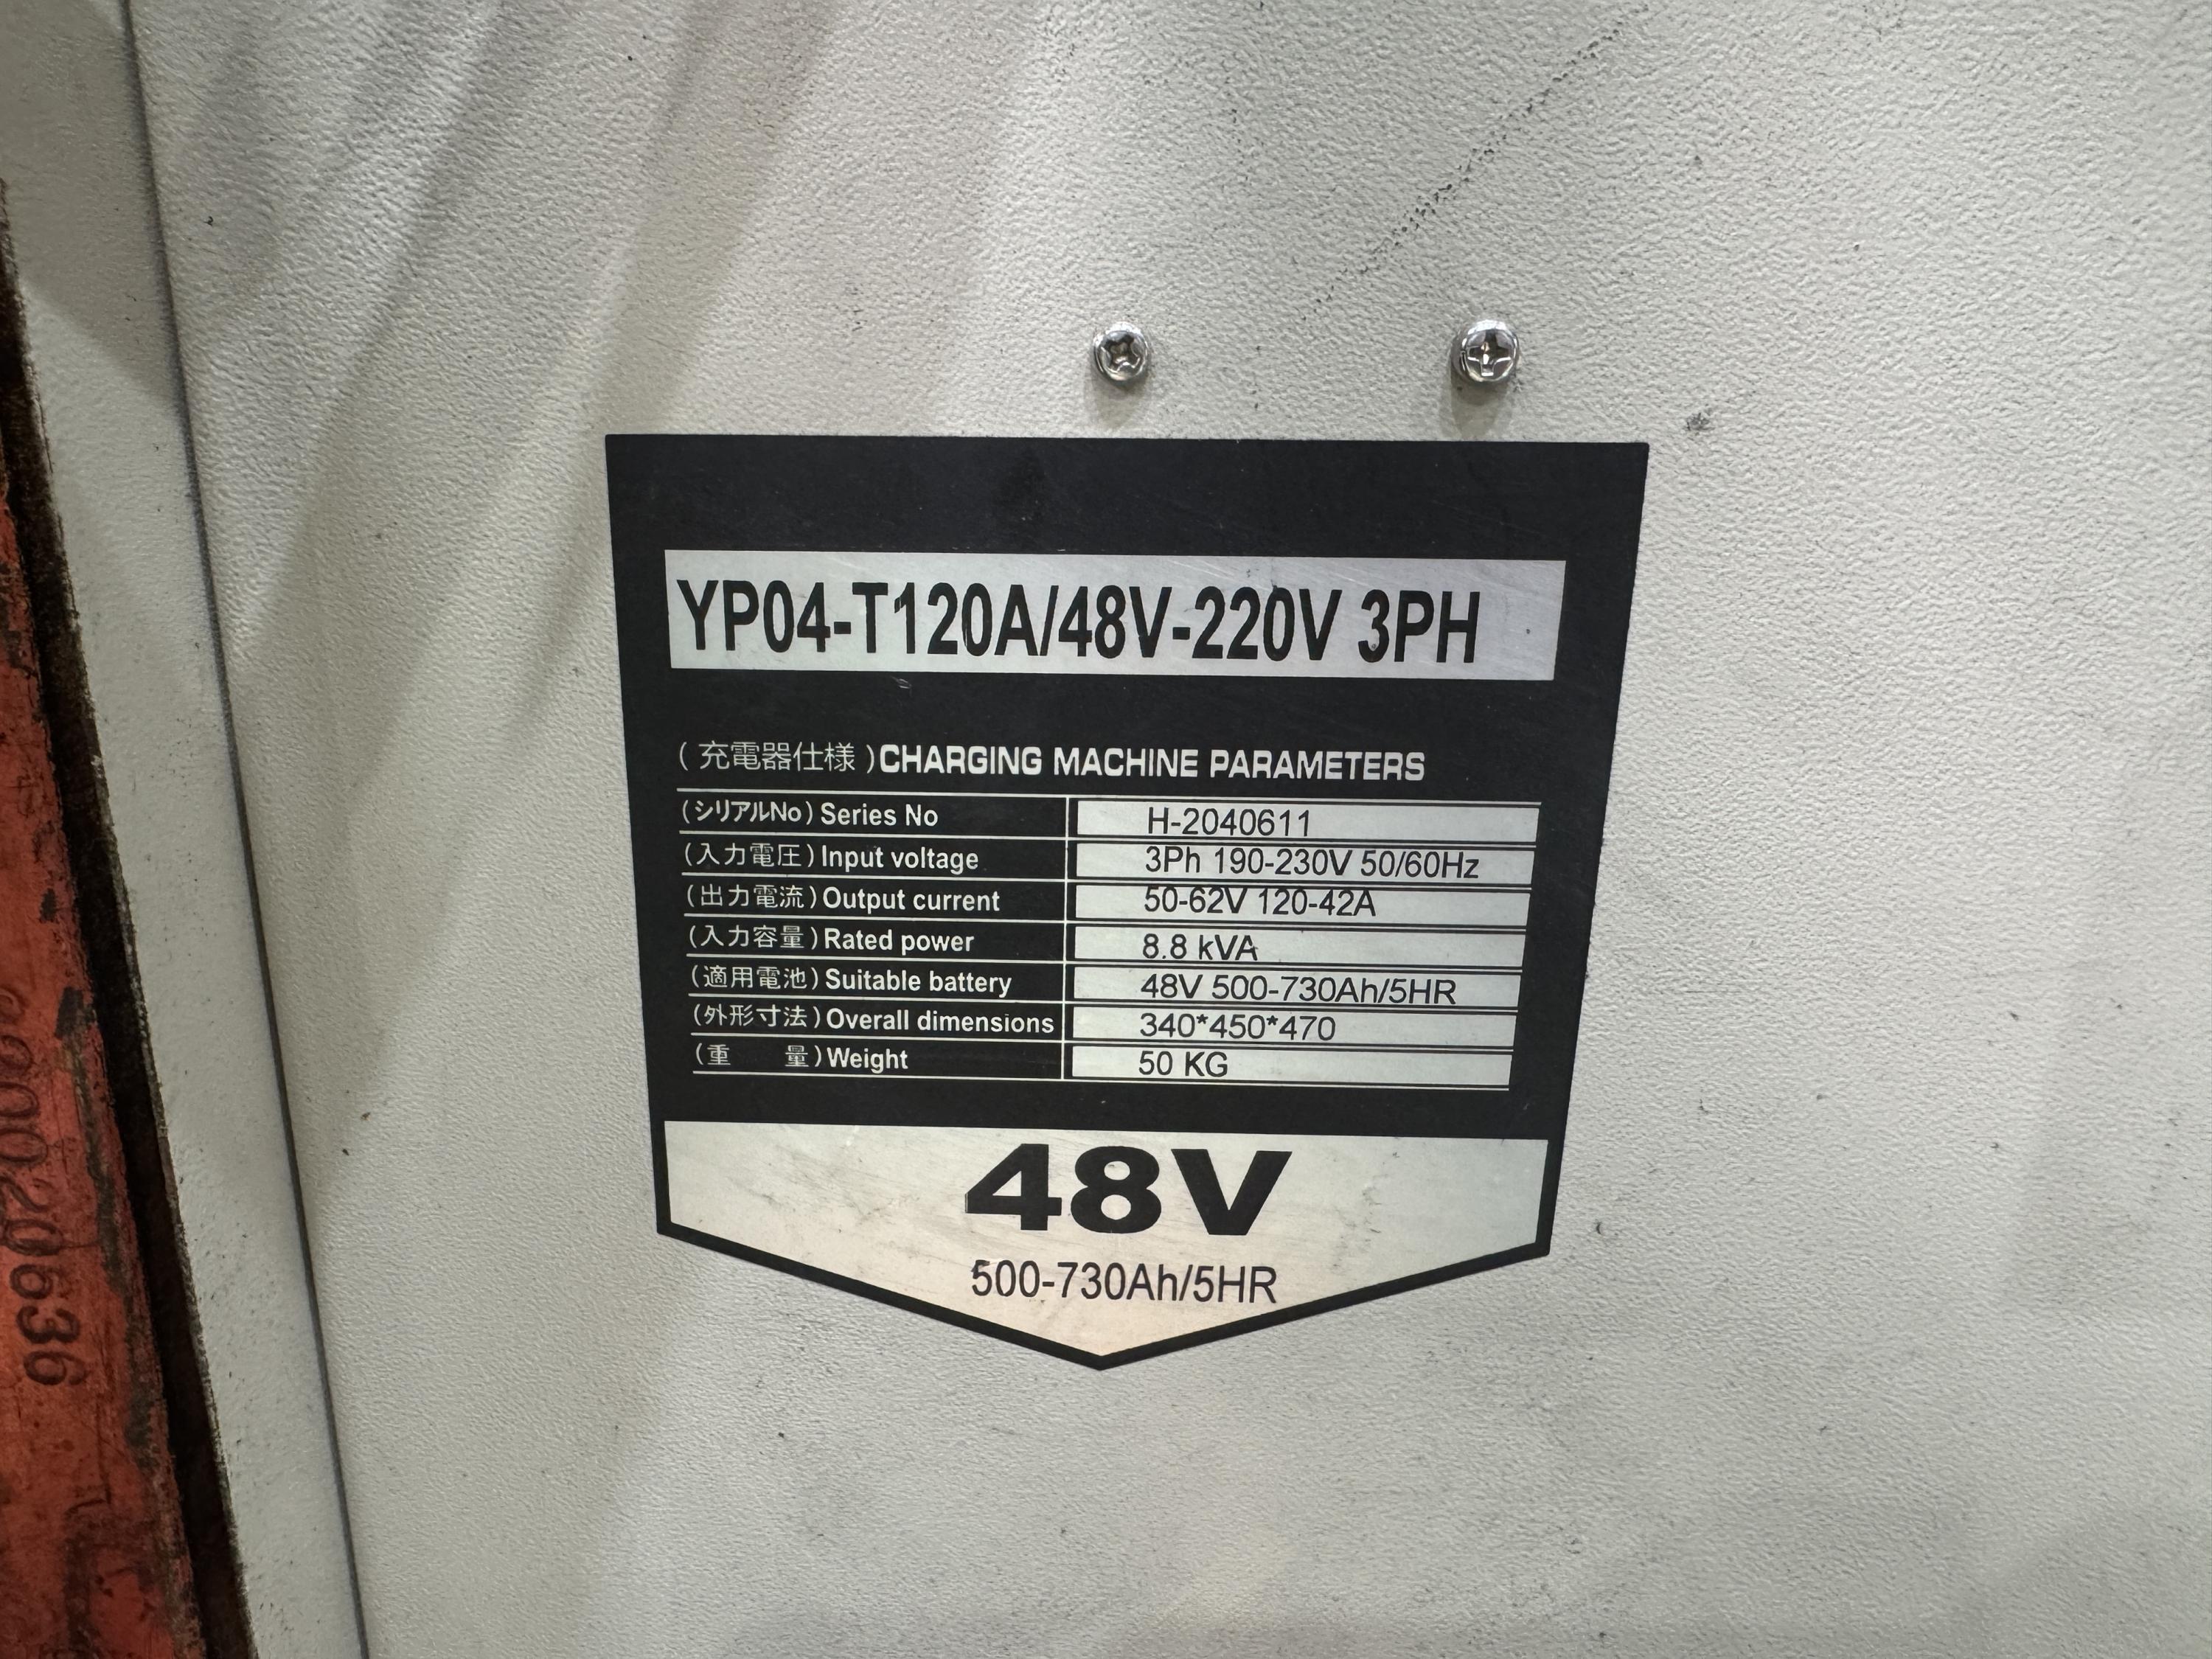 YP04-T120A/48V-220V 3PH
(充電器仕様)CHARGING MACHINE PARAMETERS
(シリアルNo) Series No H-2040611
(入力電圧) Input voltage 3Ph 190-230V 50/60Hz
(出力電流) Output current 50-62V 120-42A
(入力容量) Rated power 8.8 kVA
(適用電池) Suitable battery 48V 500-730Ah/5HR
(外形寸法) Overall dimensions 340*450*470
(重 量) Weight 50 KG
48V
500-730Ah/5HR